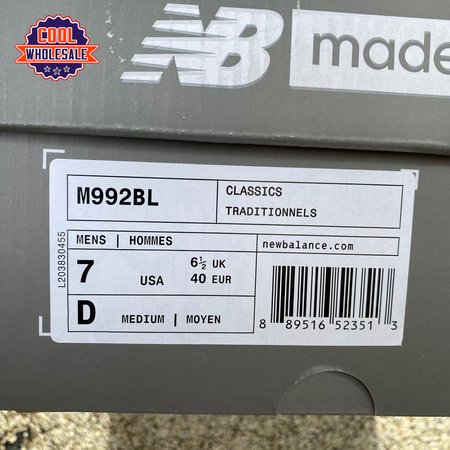 COOL
WHOLESALE
NB made
M992BL
CLASSICS
TRADITIONNELS
MENS | HOMMES
7 USA 6½ UK
40 EUR
D MEDIUM | MOYEN
newbalance.com
8 89516 52351 3
L203830455